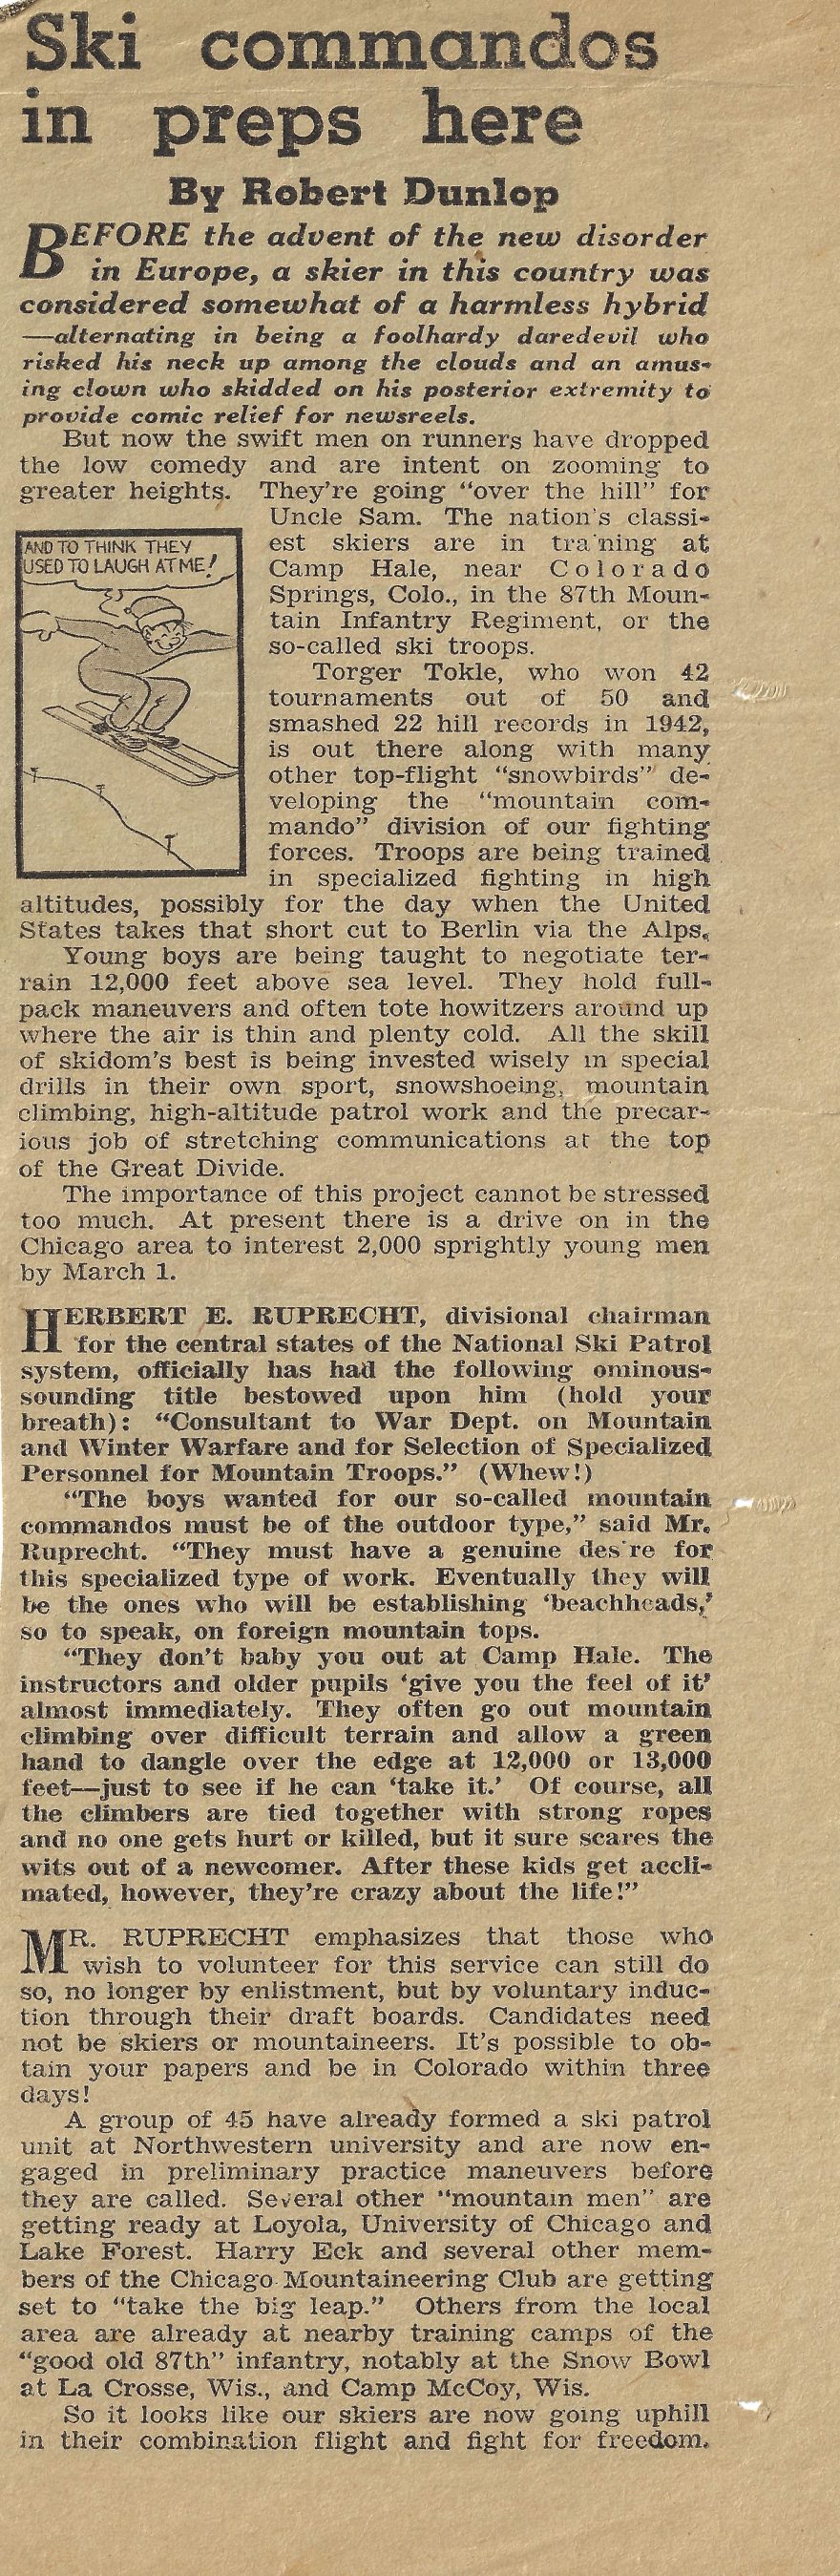 Ski commandos
in preps here
By Robert Dunlop
BEFORE the advent of the new disorder
in Europe, a skier in this country was
considered somewhat of a harmless hybrid
—alternating in being a foolhardy daredevil who
risked his neck up among the clouds and an amus-
ing clown who skidded on his posterior extremity to
provide comic relief for newsreels.
But now the swift men on runners have dropped
the low comedy and are intent on zooming to
greater heights. They're going "over the hill" for
Uncle Sam. The nation's classi-
est skiers are in training at
Camp Hale, near Colorado
Springs, Colo., in the 87th Moun-
tain Infantry Regiment, or the
so-called ski troops.
AND TO THINK THEY
USED TO LAUGH AT ME!
Torger Tokle, who won 42
tournaments out of 50 and
smashed 22 hill records in 1942,
is out there along with many
other top-flight "snowbirds" de-
veloping the "mountain com-
mando" division of our fighting
forces. Troops are being trained
in specialized fighting in high
altitudes, possibly for the day when the United
States takes that short cut to Berlin via the Alps.
Young boys are being taught to negotiate ter-
rain 12,000 feet above sea level. They hold full-
pack maneuvers and often tote howitzers around up
where the air is thin and plenty cold. All the skill
of skidom's best is being invested wisely in special
drills in their own sport, snowshoeing, mountain
climbing, high-altitude patrol work and the precar-
ious job of stretching communications at the top
of the Great Divide.
The importance of this project cannot be stressed
too much. At present there is a drive on in the
Chicago area to interest 2,000 sprightly young men
by March 1.
HERBERT E. RUPRECHT, divisional chairman
for the central states of the National Ski Patrol
system, officially has had the following ominous-
sounding title bestowed upon him (hold your
breath): "Consultant to War Dept. on Mountain
and Winter Warfare and for Selection of Specialized
Personnel for Mountain Troops." (Whew!)
"The boys wanted for our so-called mountain
commandos must be of the outdoor type," said Mr.
Ruprecht. "They must have a genuine desire for
this specialized type of work. Eventually they will
be the ones who will be establishing 'beachheads,'
so to speak, on foreign mountain tops.
"They don't baby you out at Camp Hale. The
instructors and older pupils 'give you the feel of it'
almost immediately. They often go out mountain
climbing over difficult terrain and allow a green
hand to dangle over the edge at 12,000 or 13,000
feet—just to see if he can 'take it.' Of course, all
the climbers are tied together with strong ropes
and no one gets hurt or killed, but it sure scares the
wits out of a newcomer. After these kids get accli-
mated, however, they're crazy about the life!"
MR. RUPRECHT emphasizes that those who
wish to volunteer for this service can still do
so, no longer by enlistment, but by voluntary induc-
tion through their draft boards. Candidates need
not be skiers or mountaineers. It's possible to ob-
tain your papers and be in Colorado within three
days!
A group of 45 have already formed a ski patrol
unit at Northwestern university and are now en-
gaged in preliminary practice maneuvers before
they are called. Several other "mountain men" are
getting ready at Loyola, University of Chicago and
Lake Forest. Harry Eck and several other mem-
bers of the Chicago Mountaineering Club are getting
set to "take the big leap." Others from the local
area are already at nearby training camps of the
"good old 87th" infantry, notably at the Snow Bowl
at La Crosse, Wis., and Camp McCoy, Wis.
So it looks like our skiers are now going uphill
in their combination flight and fight for freedom.